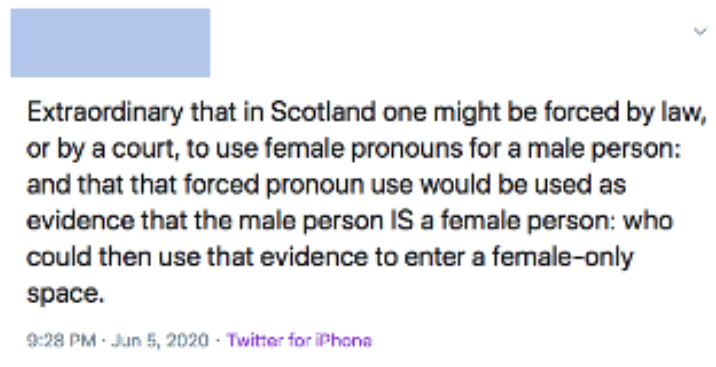 Extraordinary that in Scotland one might be forced by law,
or by a court, to use female pronouns for a male person:
and that that forced pronoun use would be used as
evidence that the male person IS a female person: who
could then use that evidence to enter a female-only
space.
9:28 PM · Jun 5, 2020 · Twitter for iPhone